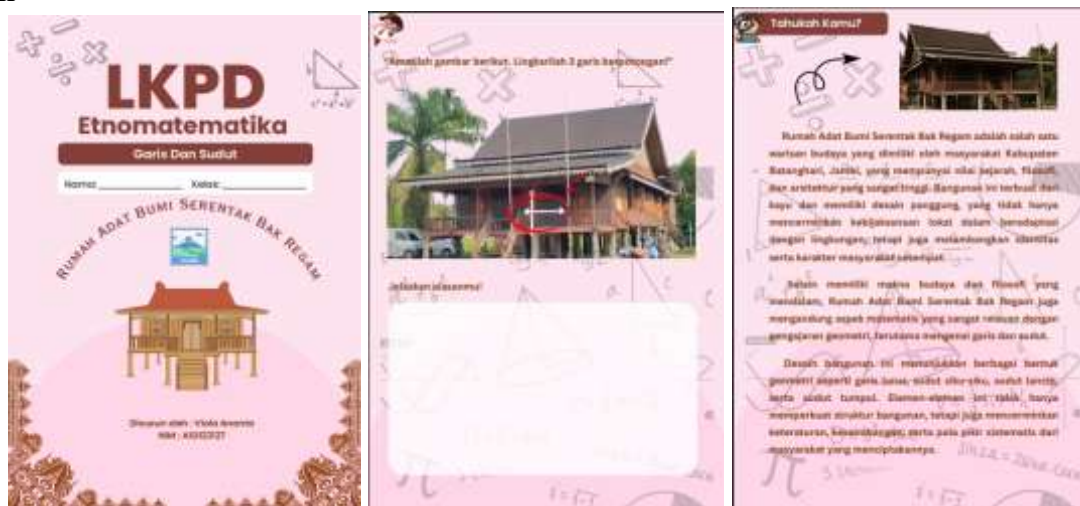 LKPD
Etnomatematika
Garis Dan Sudut
Nama: Kelas:
RUMAH ADAT BUMI SERENTAK BAK REGAM
Disusun oleh : Viola
NIM :
"Amatilah gambar berikut. Lingkarilah 3 garis berpotongan!"
Jelaskan alasanmu!
Tahukah Kamu?
Rumah Adat Bumi Serentak Bak Regam adalah salah satu
warisan budaya yang dimiliki oleh masyarakat Kabupaten
Batanghari, Jambi, yang mempunyai nilai sejarah, filosofi,
dan arsitektur yang sangat tinggi. Bangunan ini terbuat dari
kayu dan memiliki desain panggung, yang tidak hanya
mencerminkan kebijaksanaan lokal dalam beradaptasi
dengan lingkungan, tetapi juga melambangkan identitas
serta karakter masyarakat setempat.
Selain memiliki makna budaya dan filosofi yang
mendalam, Rumah Adat Bumi Serentak Bak Regam juga
mengandung aspek matematis yang sangat relevan dengan
pengajaran geometri, terutama mengenai garis dan sudut.
Desain bangunan ini menunjukkan berbagai bentuk
geometri seperti garis lurus, sudut siku-siku, sudut lancip,
serta sudut tumpul. Elemen-elemen ini tidak hanya
memperkuat struktur bangunan, tetapi juga mencerminkan
keteraturan, keseimbangan, serta pola pikir sistematis dari
masyarakat yang menciptakannya.